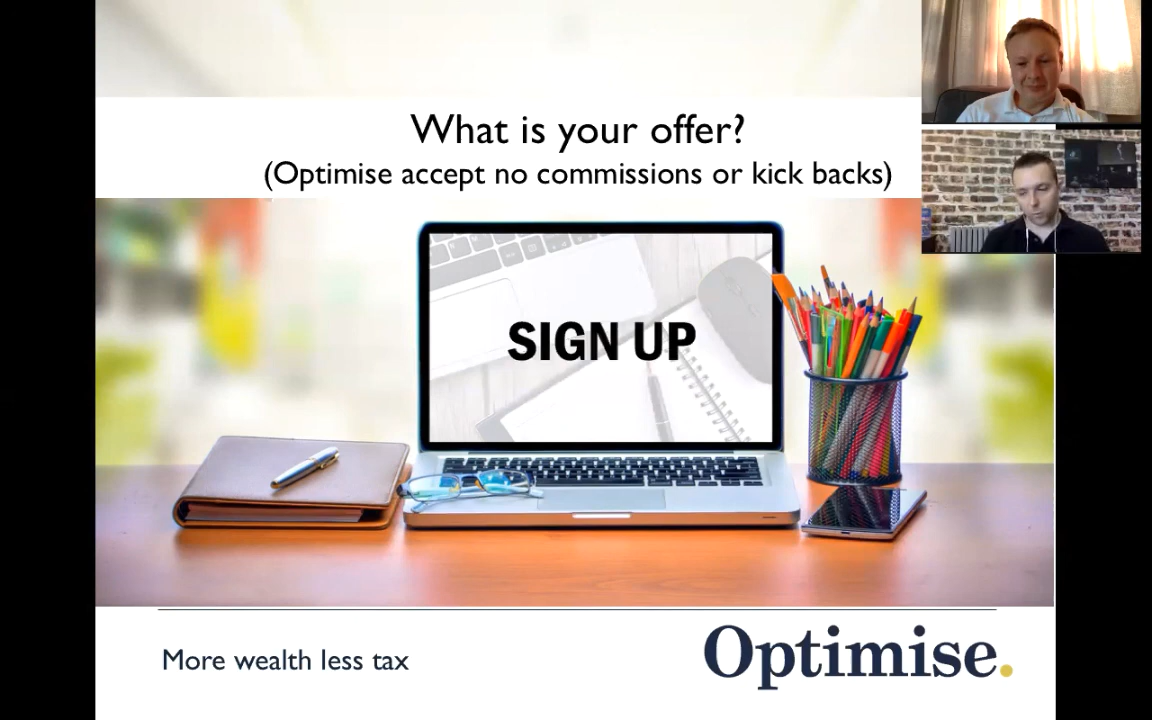 What is your offer?
(Optimise accept no commissions or kick backs)
SIGN UP
More wealth less tax
Optimise.